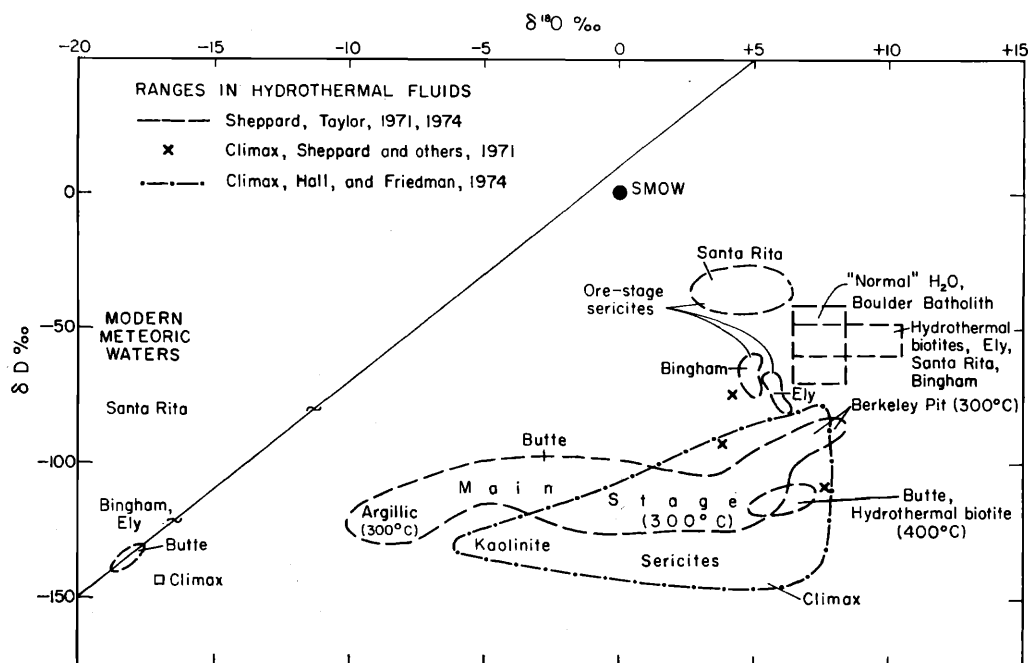 δ¹⁸O ‰
-20 -15 -10 -5 0 +5 +10 +15
RANGES IN HYDROTHERMAL FLUIDS
Sheppard, Taylor, 1971, 1974
× Climax, Sheppard and others, 1971
Climax, Hall, and Friedman, 1974
0
SMOW
Santa Rita
"Normal" H₂O,
Boulder Batholith
Ore-stage
sericites
-50
MODERN
METEORIC
WATERS
Hydrothermal
biotites, Ely,
Santa Rita,
Bingham
Bingham
Ely
δ D ‰
Santa Rita
Berkeley Pit (300°C)
-100
Butte
Main Stage
(300°C)
Argillic
(300°C)
Butte,
Hydrothermal biotite
(400°C)
Bingham,
Ely
Butte
Kaolinite
Sericites
Climax
-150
Climax